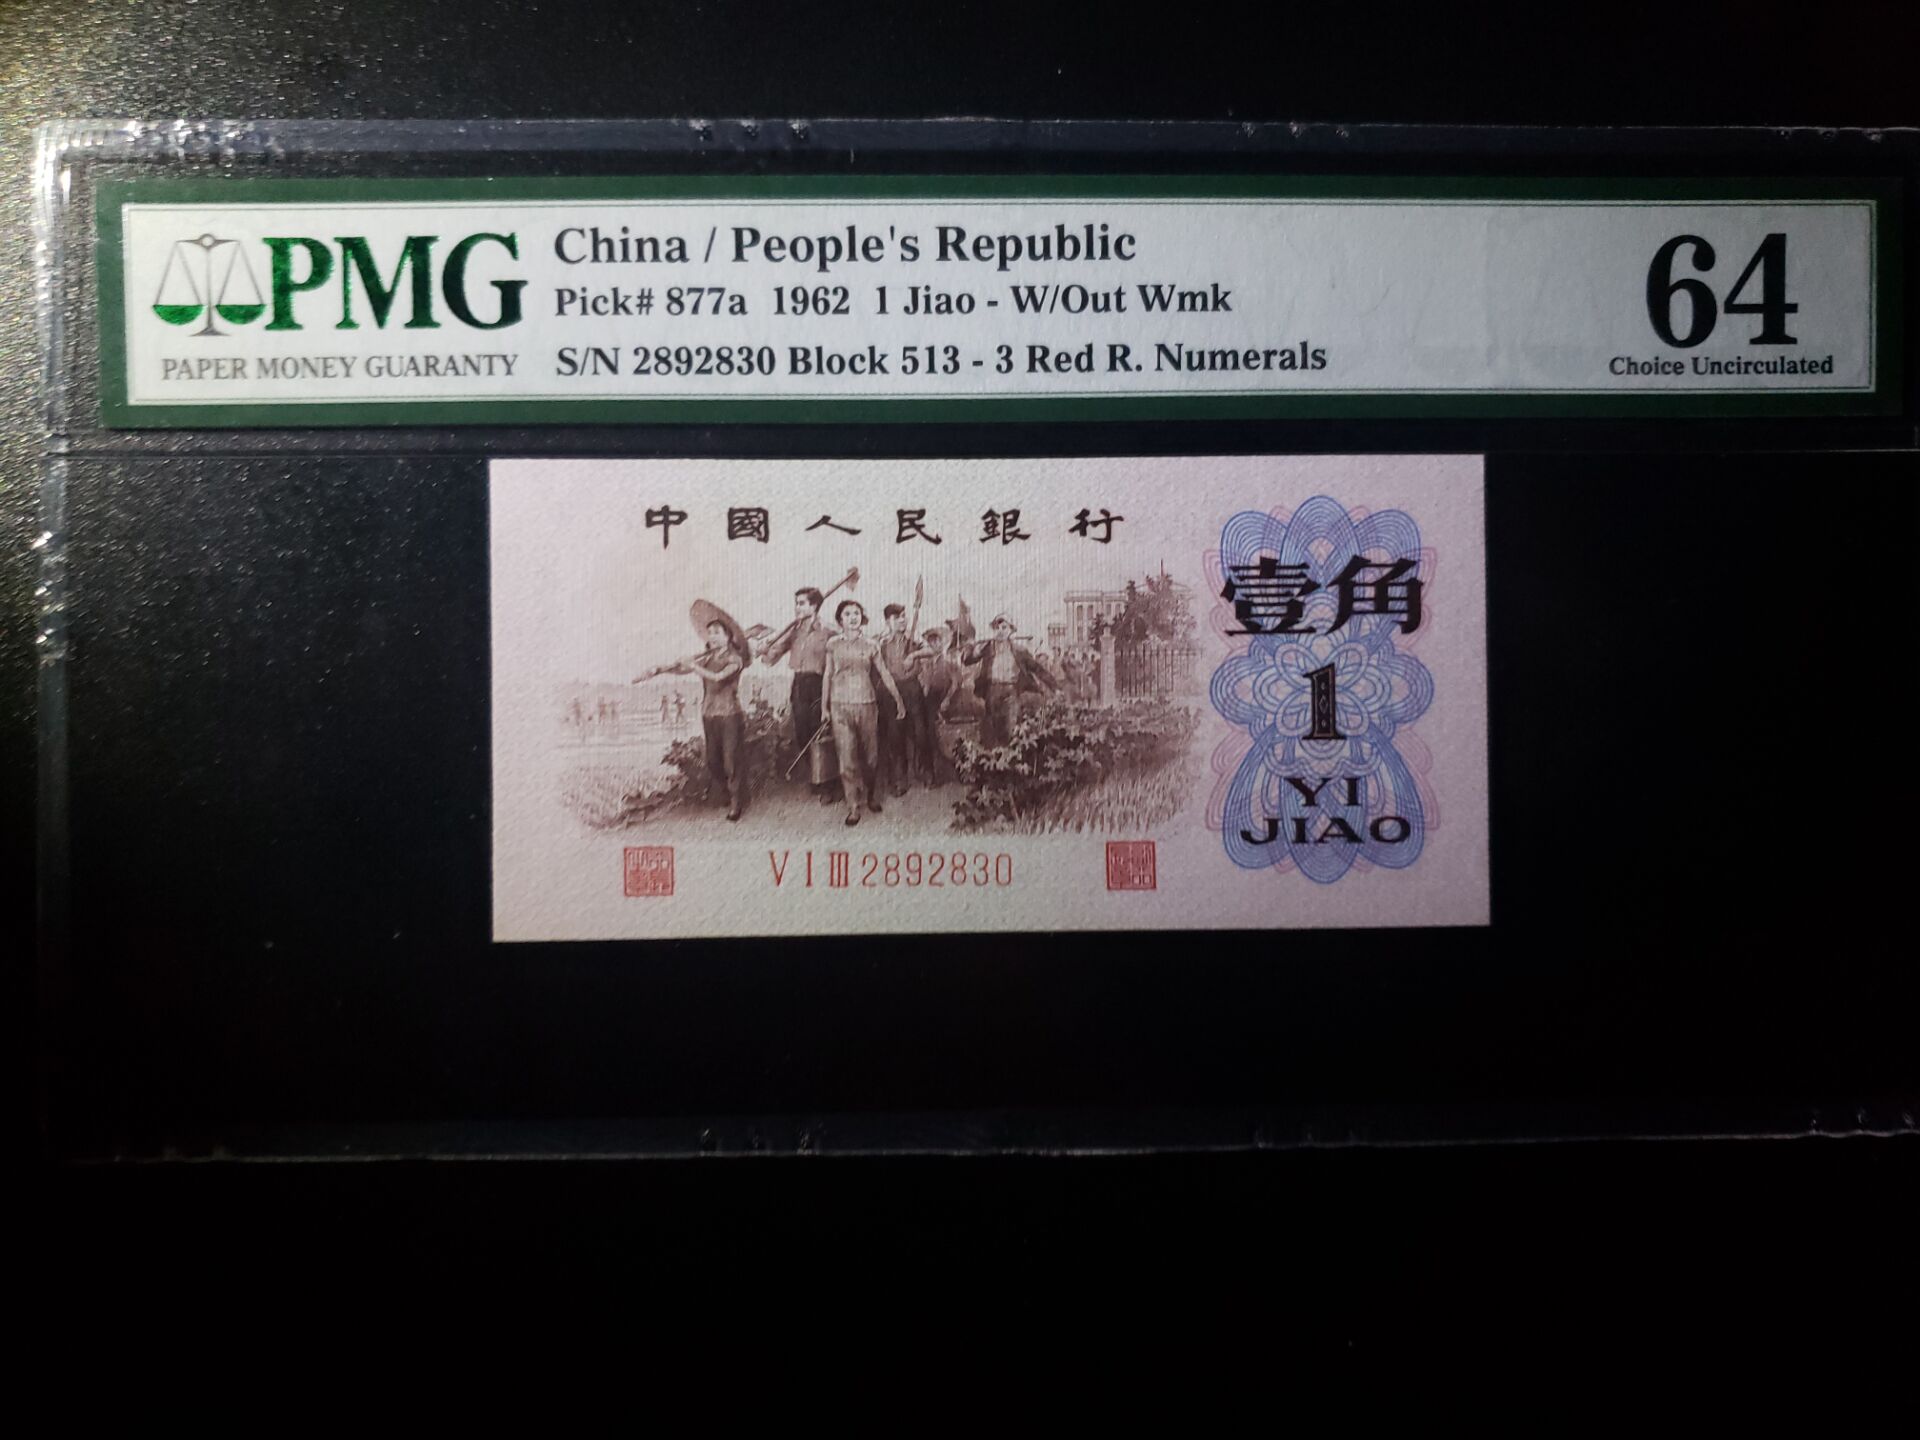 PMG
PAPER MONEY GUARANTY
China / People's Republic
Pick# 877a 1962 1 Jiao - W/Out Wmk
S/N 2892830 Block 513 - 3 Red R. Numerals
64
Choice Uncirculated
中國人民銀行
壹角
1
YI
JIAO
V I III 2892830